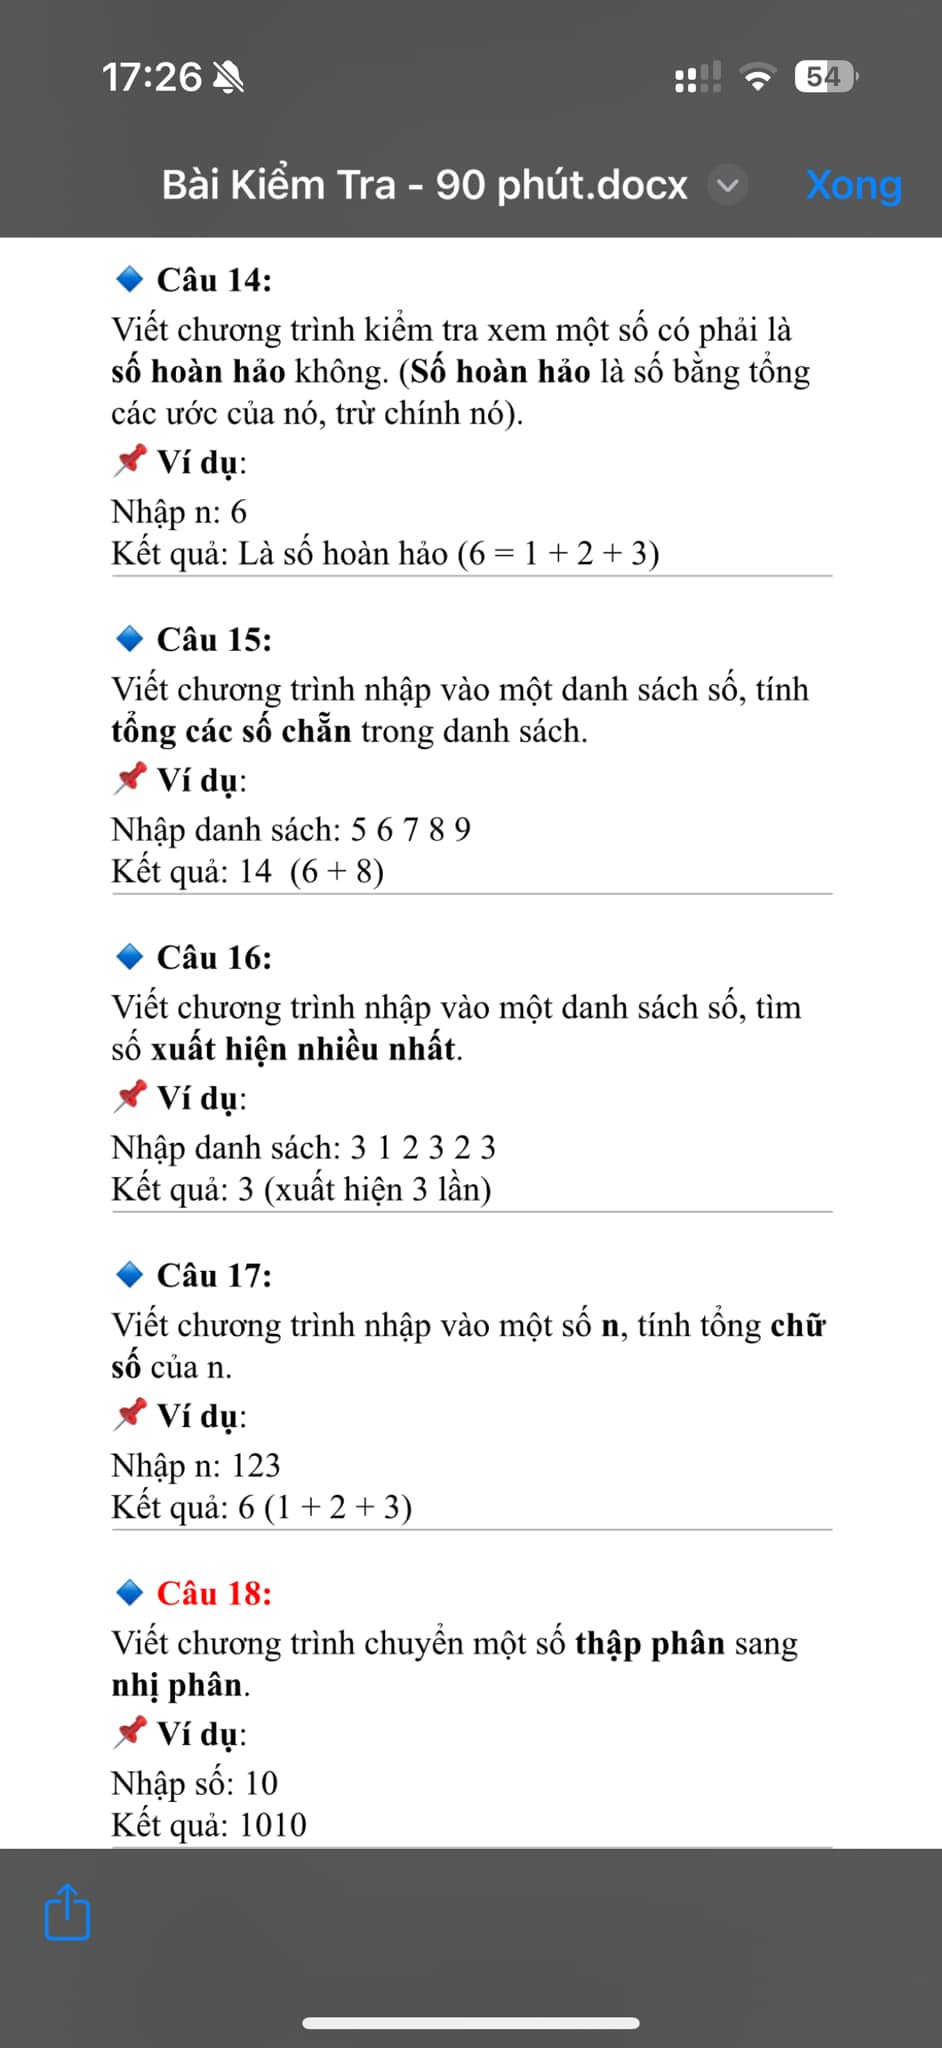 17:26
54
Bài Kiểm Tra - 90 phút.docx
Xong
Câu 14:
Viết chương trình kiểm tra xem một số có phải là
số hoàn hảo không. (Số hoàn hảo là số bằng tổng
các ước của nó, trừ chính nó).
Ví dụ:
Nhập n: 6
Kết quả: Là số hoàn hảo (6 = 1 + 2 + 3)
Câu 15:
Viết chương trình nhập vào một danh sách số, tính
tổng các số chẵn trong danh sách.
Ví dụ:
Nhập danh sách: 5 6 7 8 9
Kết quả: 14 (6 + 8)
Câu 16:
Viết chương trình nhập vào một danh sách số, tìm
số xuất hiện nhiều nhất.
Ví dụ:
Nhập danh sách: 3 1 2 3 2 3
Kết quả: 3 (xuất hiện 3 lần)
Câu 17:
Viết chương trình nhập vào một số n, tính tổng chữ
số của n.
Ví dụ:
Nhập n: 123
Kết quả: 6 (1 + 2 + 3)
Câu 18:
Viết chương trình chuyển một số thập phân sang
nhị phân.
Ví dụ:
Nhập số: 10
Kết quả: 1010